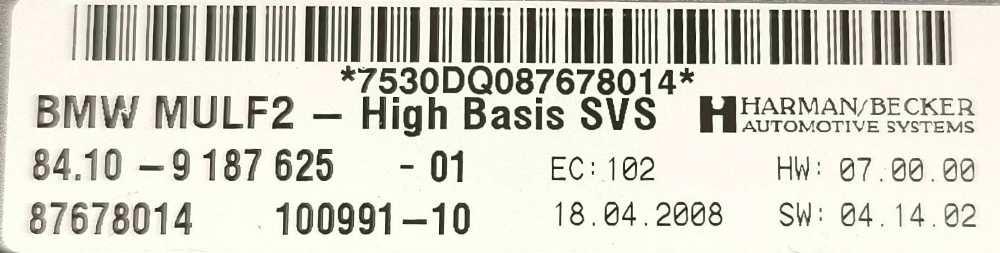 *7530DQ087678014*
BMW MULF2 – High Basis SVS HARMAN/BECKER
AUTOMOTIVE SYSTEMS
84.10 – 9 187 625 - 01 EC: 102 HW: 07.00.00
87678014 100991–10 18.04.2008 SW: 04.14.02